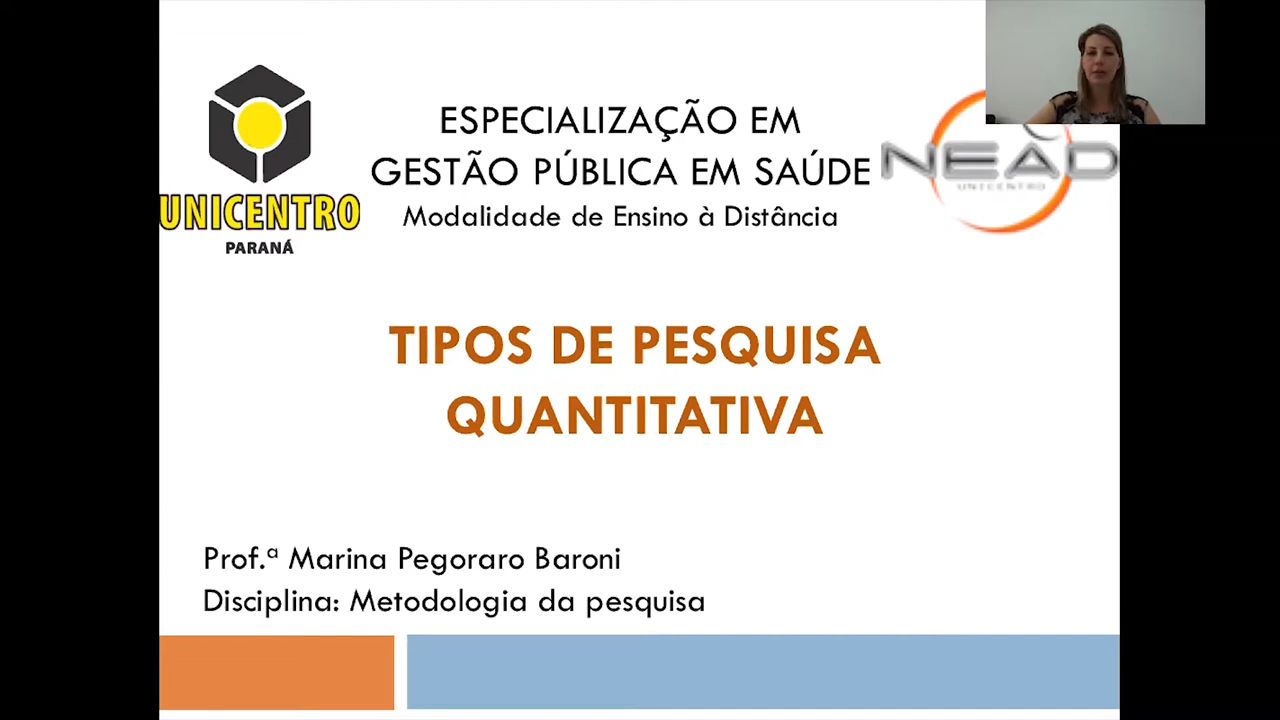 ESPECIALIZAÇÃO EM
GESTÃO PÚBLICA EM SAÚDE
Modalidade de Ensino à Distância
UNICENTRO
PARANÁ
NEAD
UNICENTRO
TIPOS DE PESQUISA
QUANTITATIVA
Prof.ª Marina Pegoraro Baroni
Disciplina: Metodologia da pesquisa